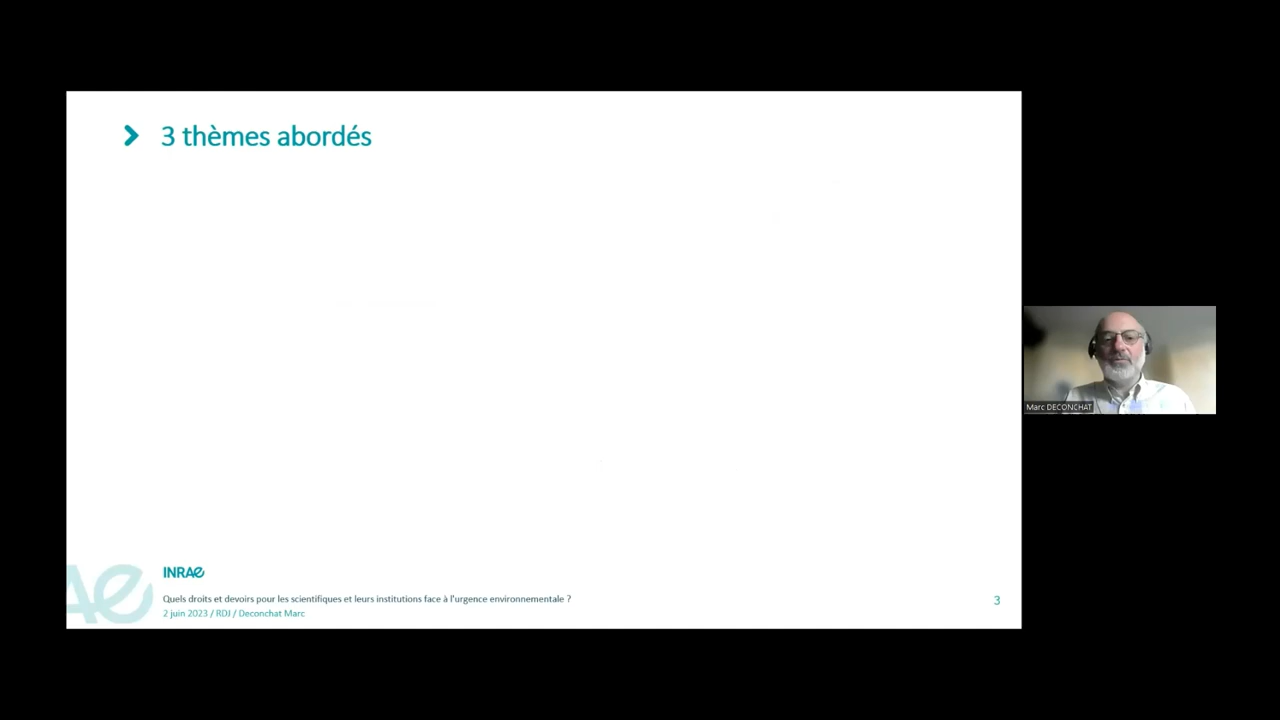 3 thèmes abordés
Marc DECONCHAT
INRAE
Quels droits et devoirs pour les scientifiques et leurs institutions face à l'urgence environnementale ?
2 juin 2023 / RDJ / Deconchat Marc
3